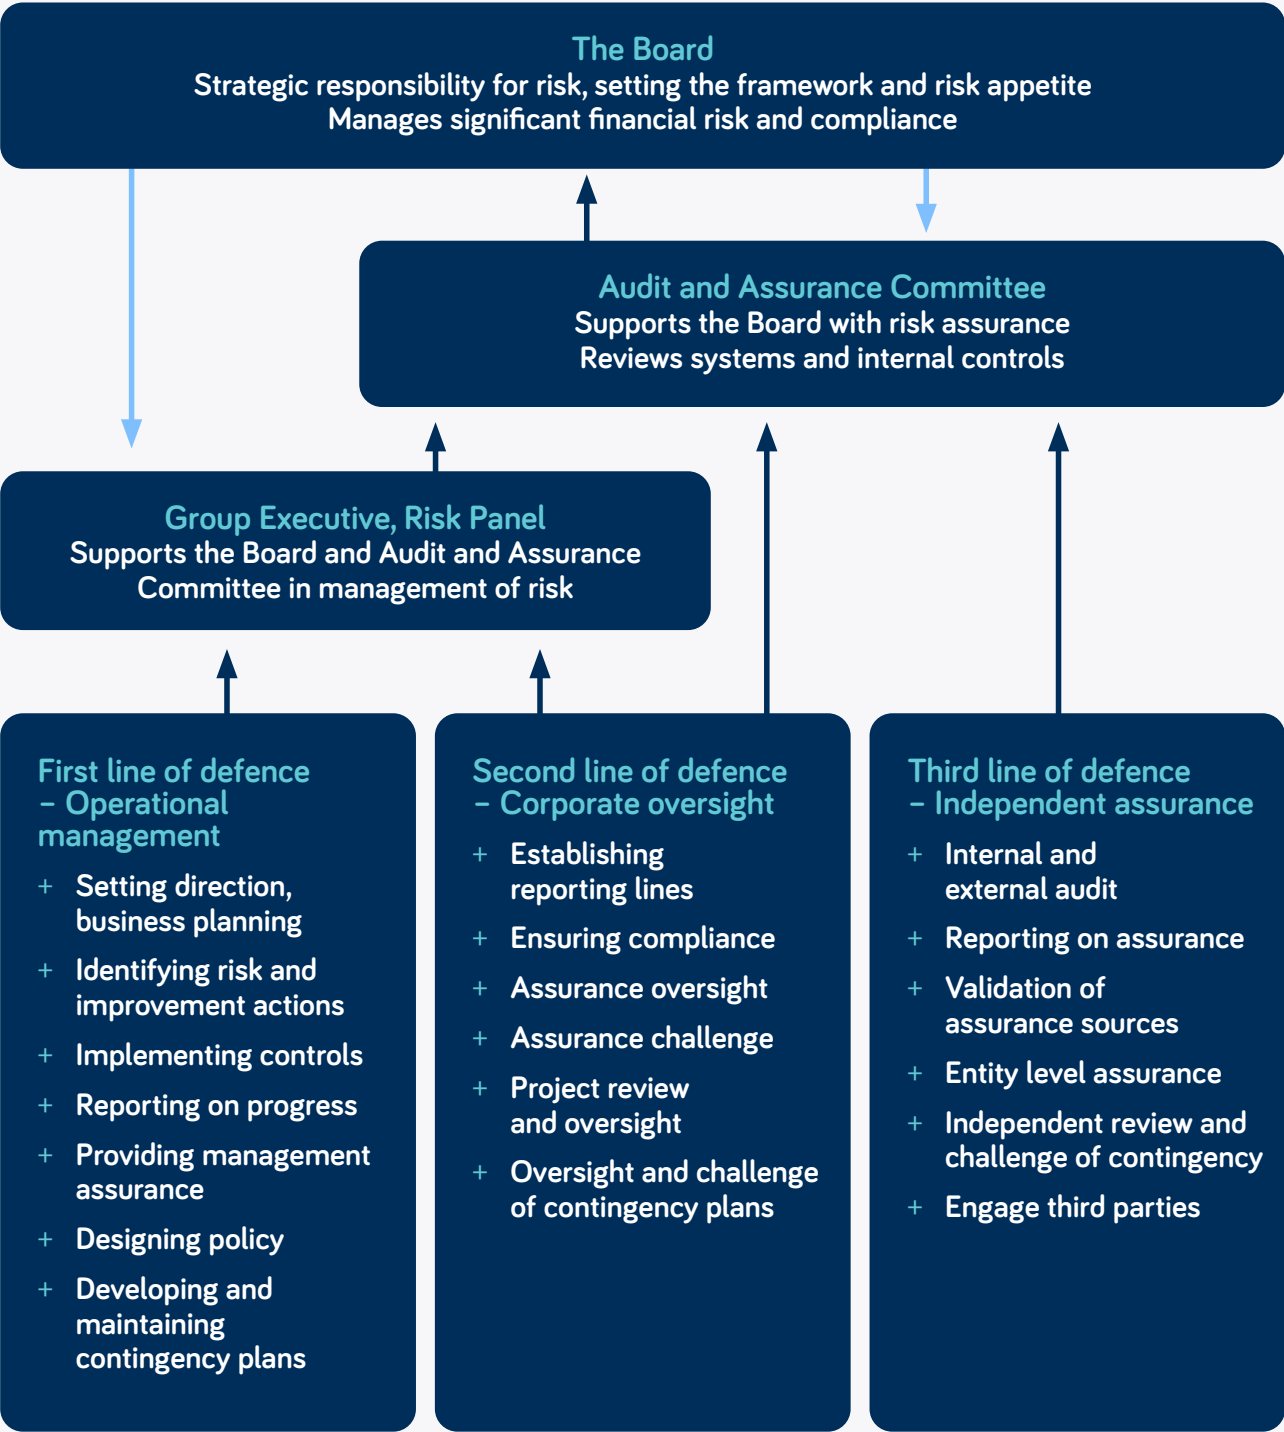 The Board
Strategic responsibility for risk, setting the framework and risk appetite
Manages significant financial risk and compliance
Audit and Assurance Committee
Supports the Board with risk assurance
Reviews systems and internal controls
Group Executive, Risk Panel
Supports the Board and Audit and Assurance
Committee in management of risk
First line of defence
– Operational
management
+ Setting direction,
business planning
+ Identifying risk and
improvement actions
+ Implementing controls
+ Reporting on progress
+ Providing management
assurance
+ Designing policy
+ Developing and
maintaining
contingency plans
Second line of defence
– Corporate oversight
+ Establishing
reporting lines
+ Ensuring compliance
+ Assurance oversight
+ Assurance challenge
+ Project review
and oversight
+ Oversight and challenge
of contingency plans
Third line of defence
– Independent assurance
+ Internal and
external audit
+ Reporting on assurance
+ Validation of
assurance sources
+ Entity level assurance
+ Independent review and
challenge of contingency
+ Engage third parties